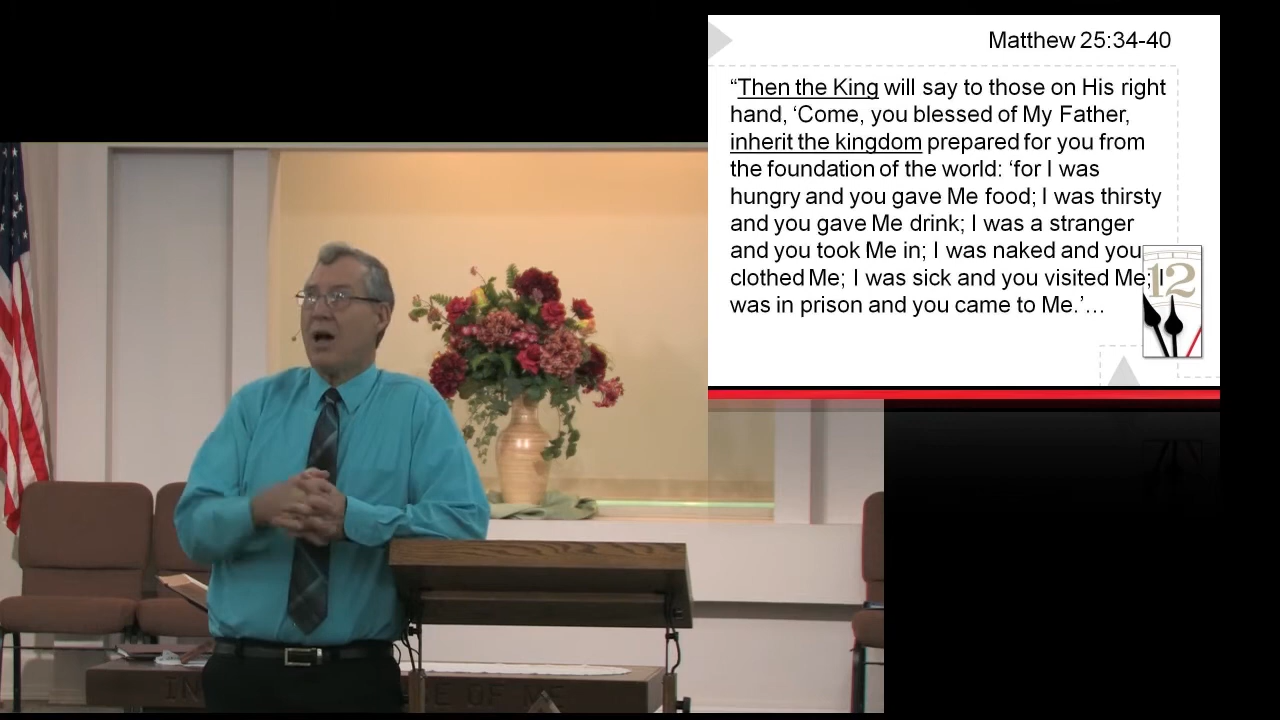 Matthew 25:34-40
“Then the King will say to those on His right
hand, ‘Come, you blessed of My Father,
inherit the kingdom prepared for you from
the foundation of the world: ‘for I was
hungry and you gave Me food; I was thirsty
and you gave Me drink; I was a stranger
and you took Me in; I was naked and you
clothed Me; I was sick and you visited Me; I
was in prison and you came to Me.’…
12
IN OF ME